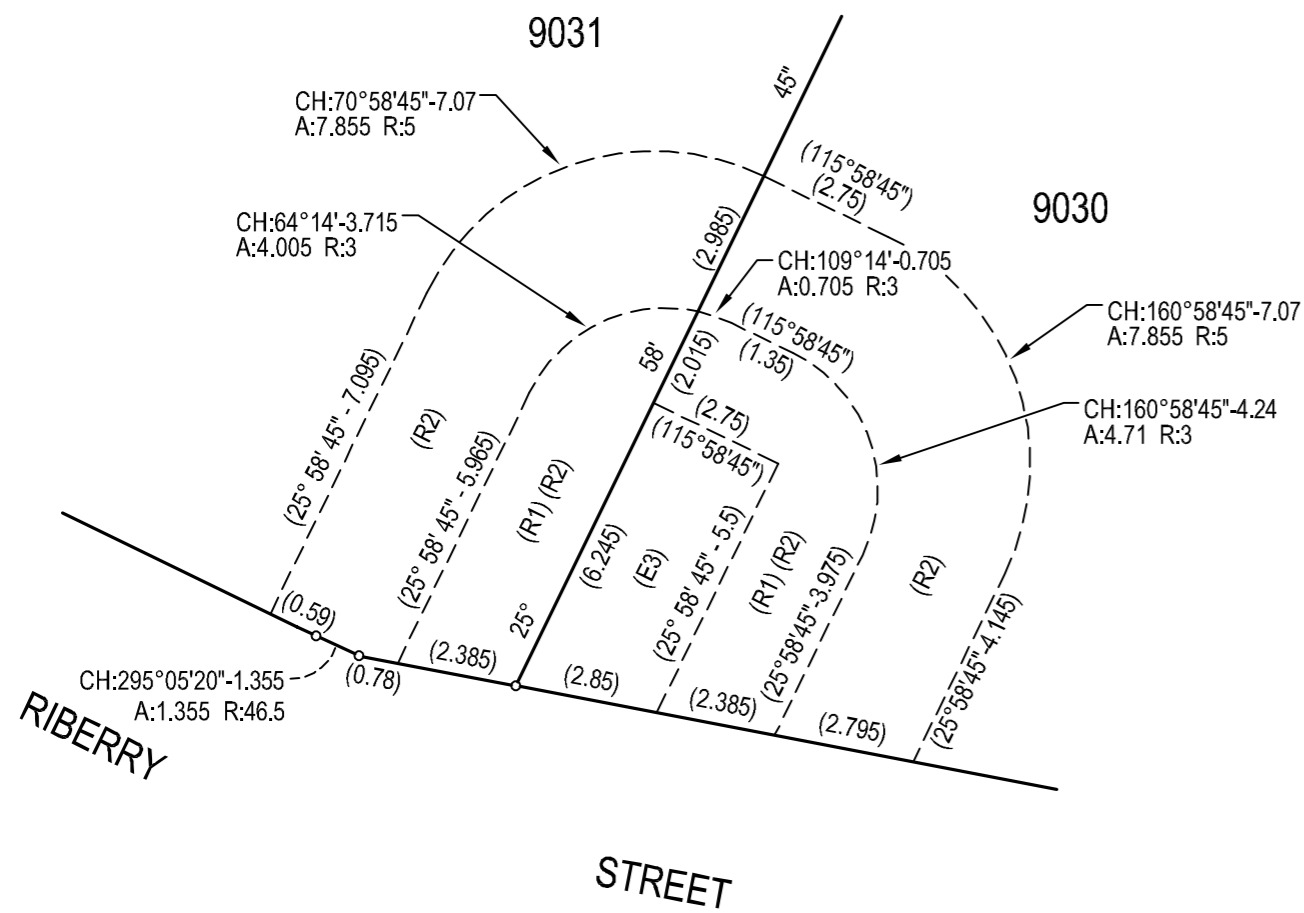 9031
45"
CH:70°58'45"-7.07
A:7.855 R:5
(115°58'45")
(2.75)
9030
CH:64°14'-3.715
A:4.005 R:3
(2.985)
CH:109°14'-0.705
A:0.705 R:3
CH:160°58'45"-7.07
A:7.855 R:5
(115°58'45")
(1.35)
58'
(2.015)
(2.75)
(115°58'45")
CH:160°58'45"-4.24
A:4.71 R:3
(25° 58' 45" - 7.095)
(R2)
(25° 58' 45" - 5.965)
(R1) (R2)
(6.245)
(E3)
(25° 58' 45" - 5.5)
(R1) (R2)
(25°58'45"-3.975)
(R2)
(25°58'45"-4.145)
25°
(0.59)
(0.78)
(2.385)
(2.85)
(2.385)
(2.795)
CH:295°05'20"-1.355
A:1.355 R:46.5
RIBERRY
STREET